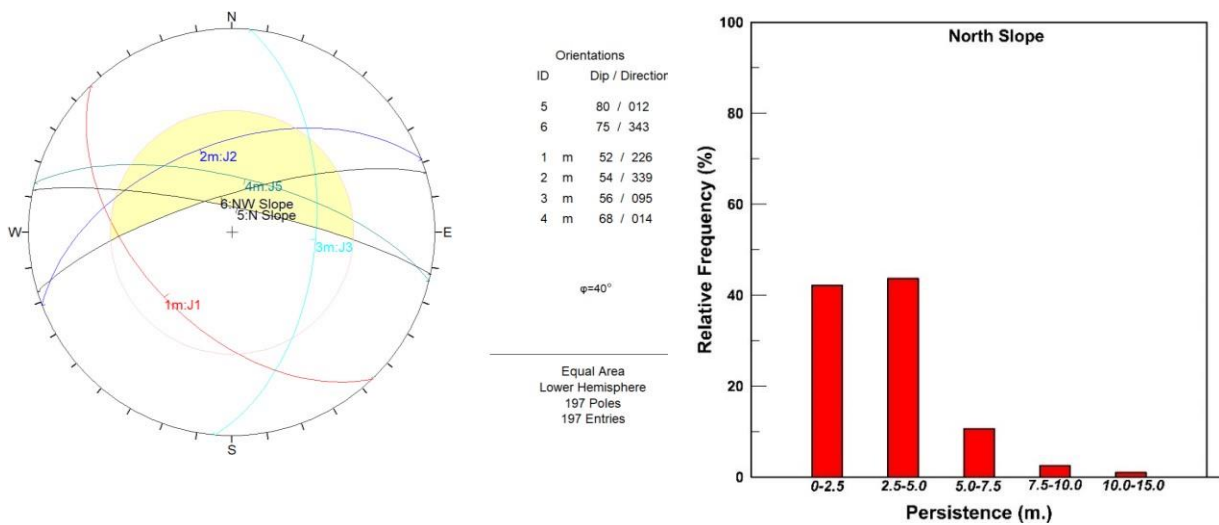 N
W
E
S
2m:J2
4m:J5
6:NW Slope
5:N Slope
3m:J3
1m:J1
Orientations
ID Dip / Direction
5 80 / 012
6 75 / 343
1 m 52 / 226
2 m 54 / 339
3 m 56 / 095
4 m 68 / 014
φ=40°
Equal Area
Lower Hemisphere
197 Poles
197 Entries
North Slope
Relative Frequency (%)
100
80
60
40
20
0
0-2.5 2.5-5.0 5.0-7.5 7.5-10.0 10.0-15.0
Persistence (m.)